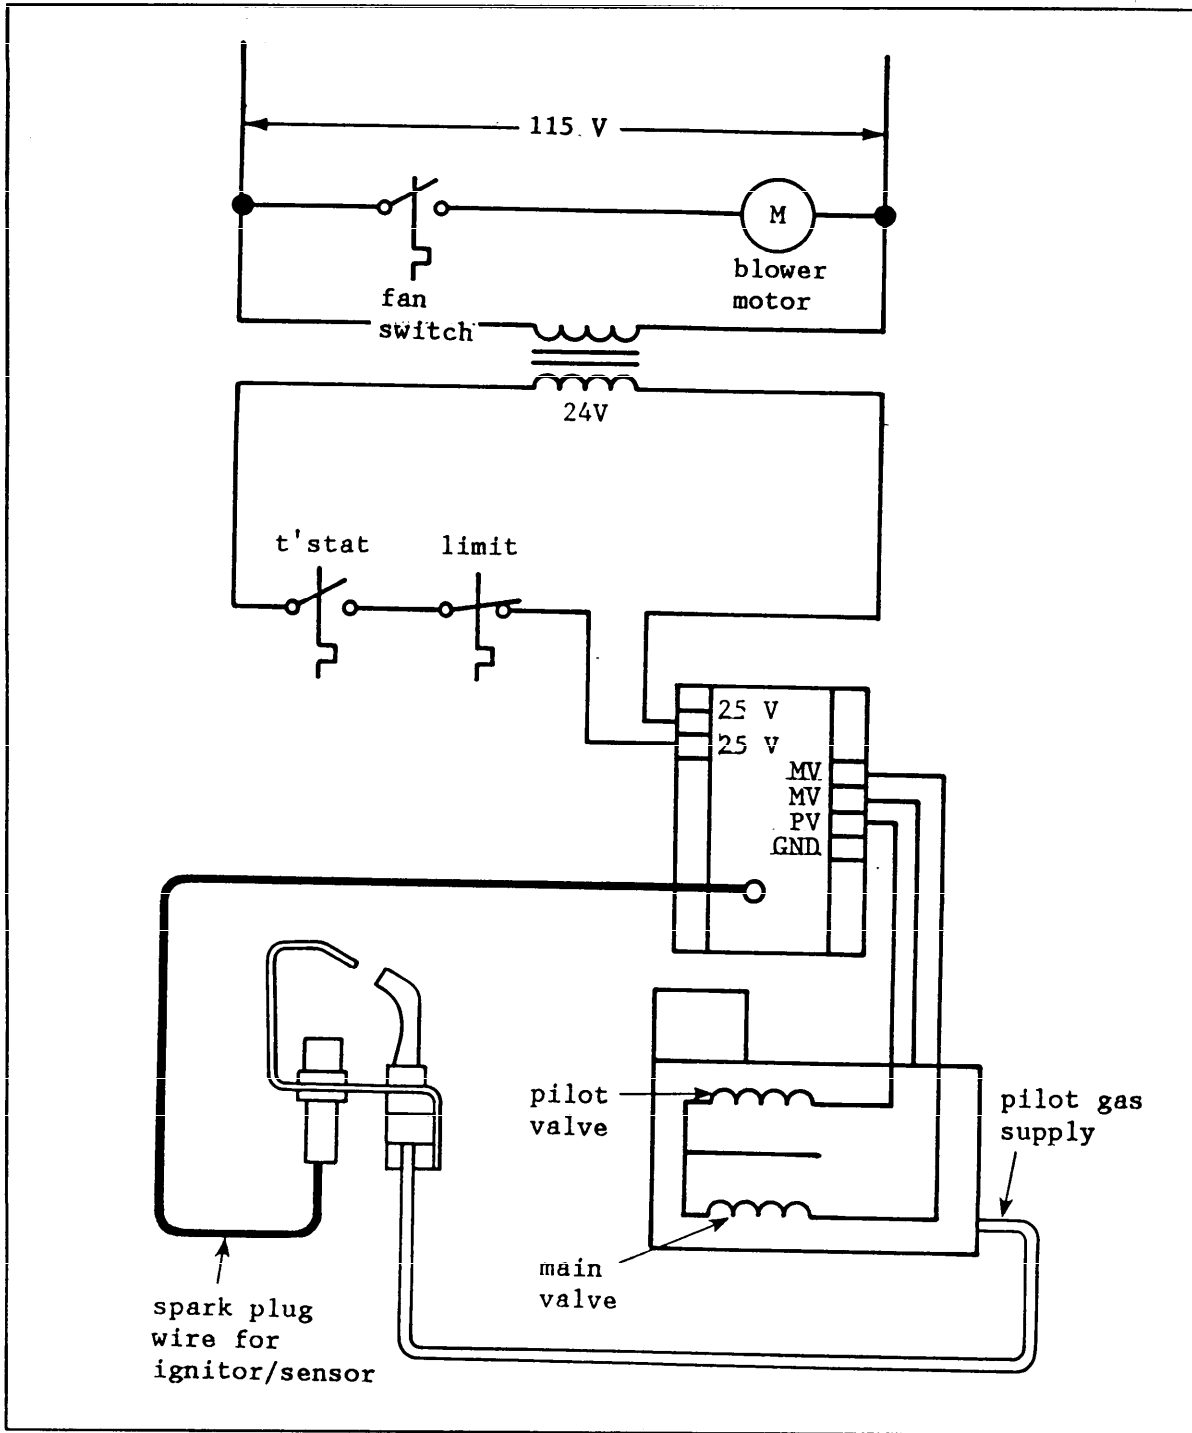 115 V
M
blower
motor
fan
switch
24V
t'stat
limit
25 V
25 V
MV
MV
PV
GND
pilot
valve
pilot gas
supply
main
valve
spark plug
wire for
ignitor/sensor